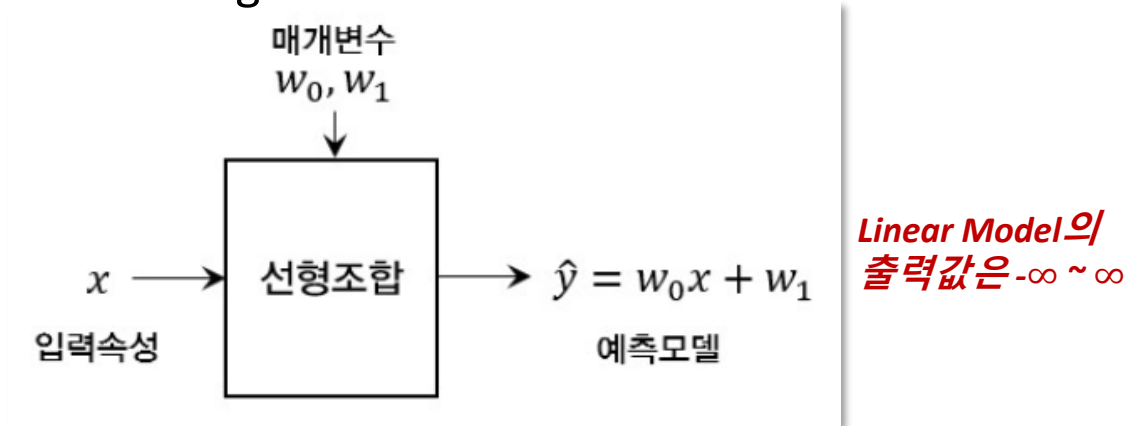 매개변수
w₀, w₁
x
선형조합
ŷ = w₀x + w₁
입력속성
예측모델
Linear Model의
출력값은 -∞ ~ ∞